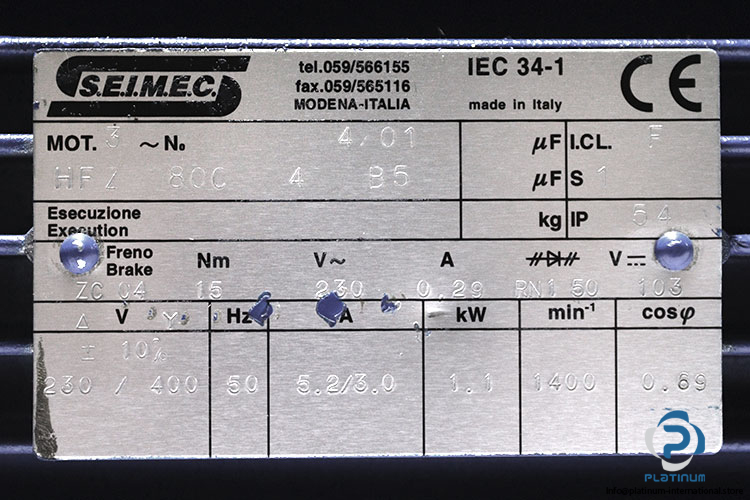 S.E.I.M.E.C.
tel.059/566155
fax.059/565116
MODENA-ITALIA
IEC 34-1
made in Italy
CE
MOT. 3 ~ No 4/01 µF I.CL. F
HFZ 80C 4 B5 µF S 1
Esecuzione
Execution
kg IP 54
Freno
Brake
Nm V~ A V
ZC 04 15 230 0,29 RN1 50 103
Δ V Y Hz A kW min-1 cosφ
± 10%
230 / 400 50 5.2/3.0 1.1 1400 0.69
PLATINUM